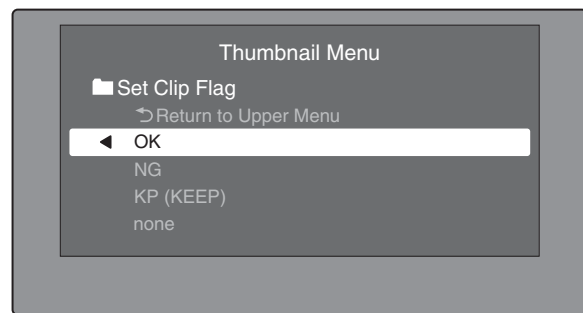 Thumbnail Menu
Set Clip Flag
Return to Upper Menu
OK
NG
KP (KEEP)
none